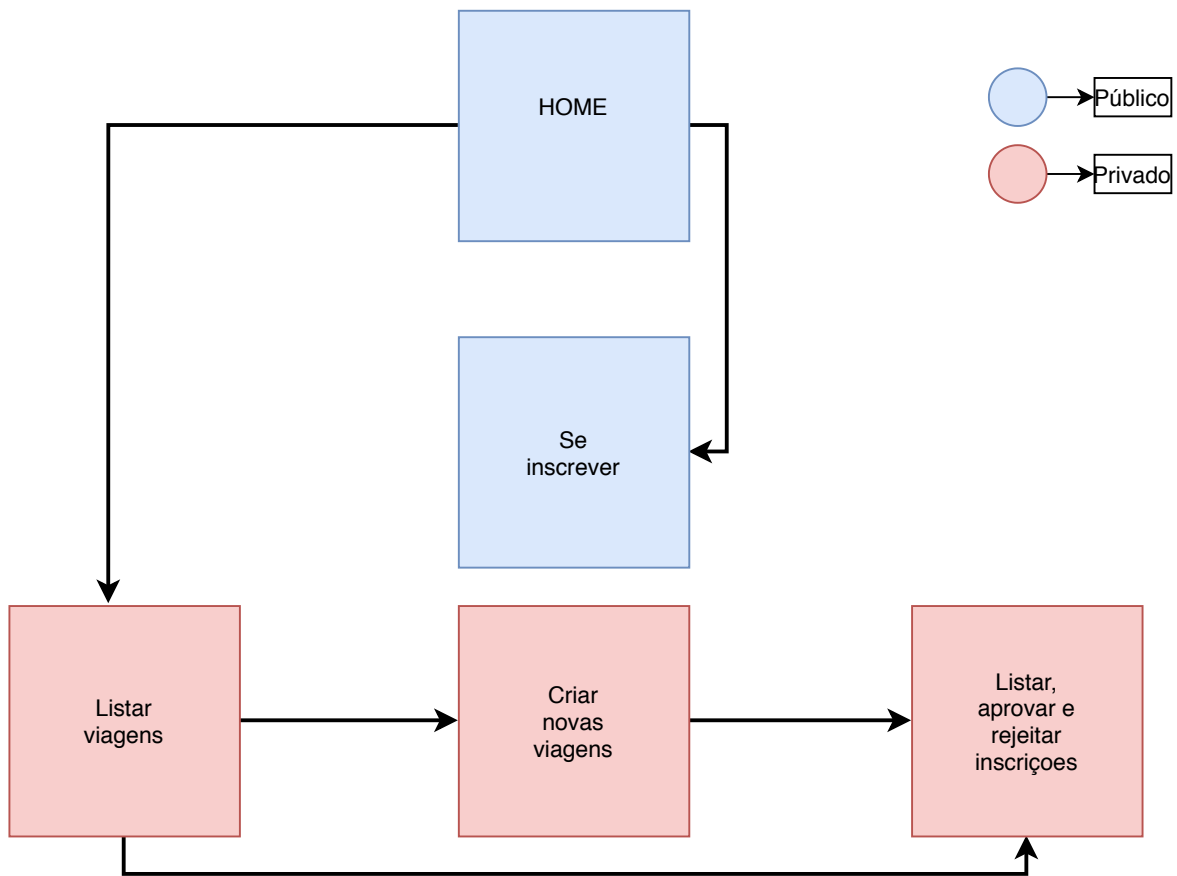 HOME
Público
Privado
Se
inscrever
Listar
viagens
Criar
novas
viagens
Listar,
aprovar e
rejeitar
inscriçoes